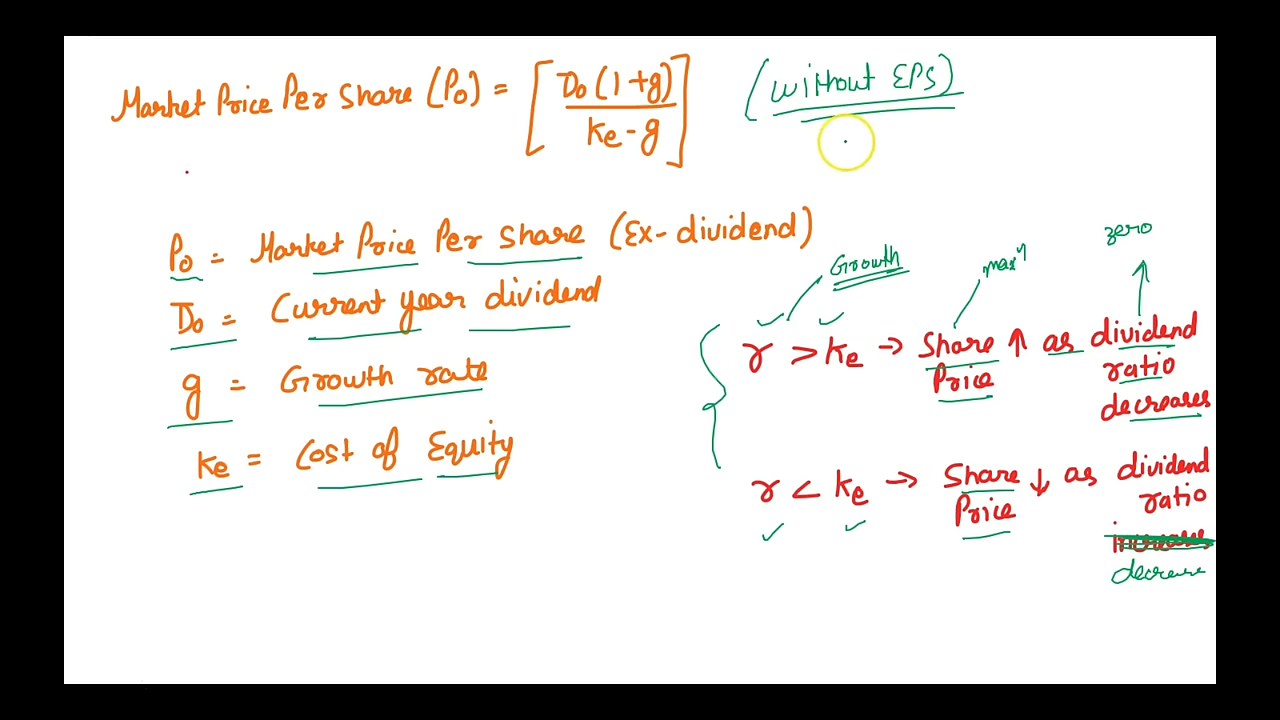 Market Price Per Share (P₀) = [D₀(1+g) / Ke-g] (without EPS)
P₀ = Market Price Per Share (Ex-dividend)
D₀ = Current year dividend
g = Growth rate
Ke = Cost of Equity
Growth
maxᵐ
zero
r > Ke → Share Price ↑ as dividend ratio decreases
r < Ke → Share Price ↓ as dividend ratio increases
decrease